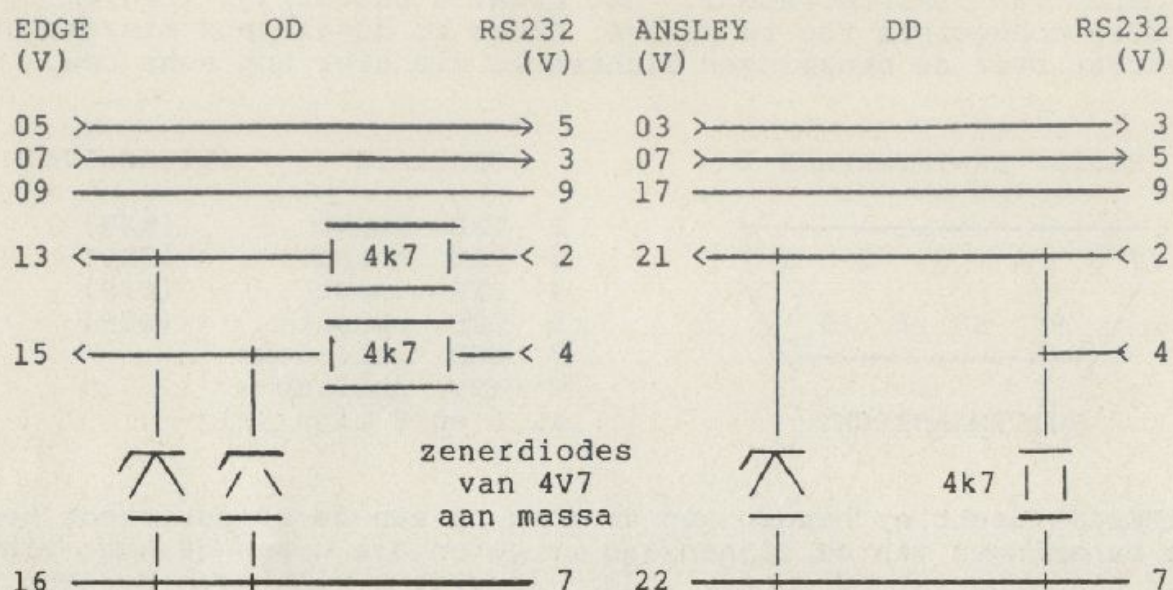 EDGE OD RS232 ANSLEY DD RS232
(V) (V) (V) (V)
05 5 03 3
07 3 07 5
09 9 17 9
13 4k7 2 21 2
15 4k7 4 4
zenerdiodes
van 4V7 4k7
aan massa
16 7 22 7